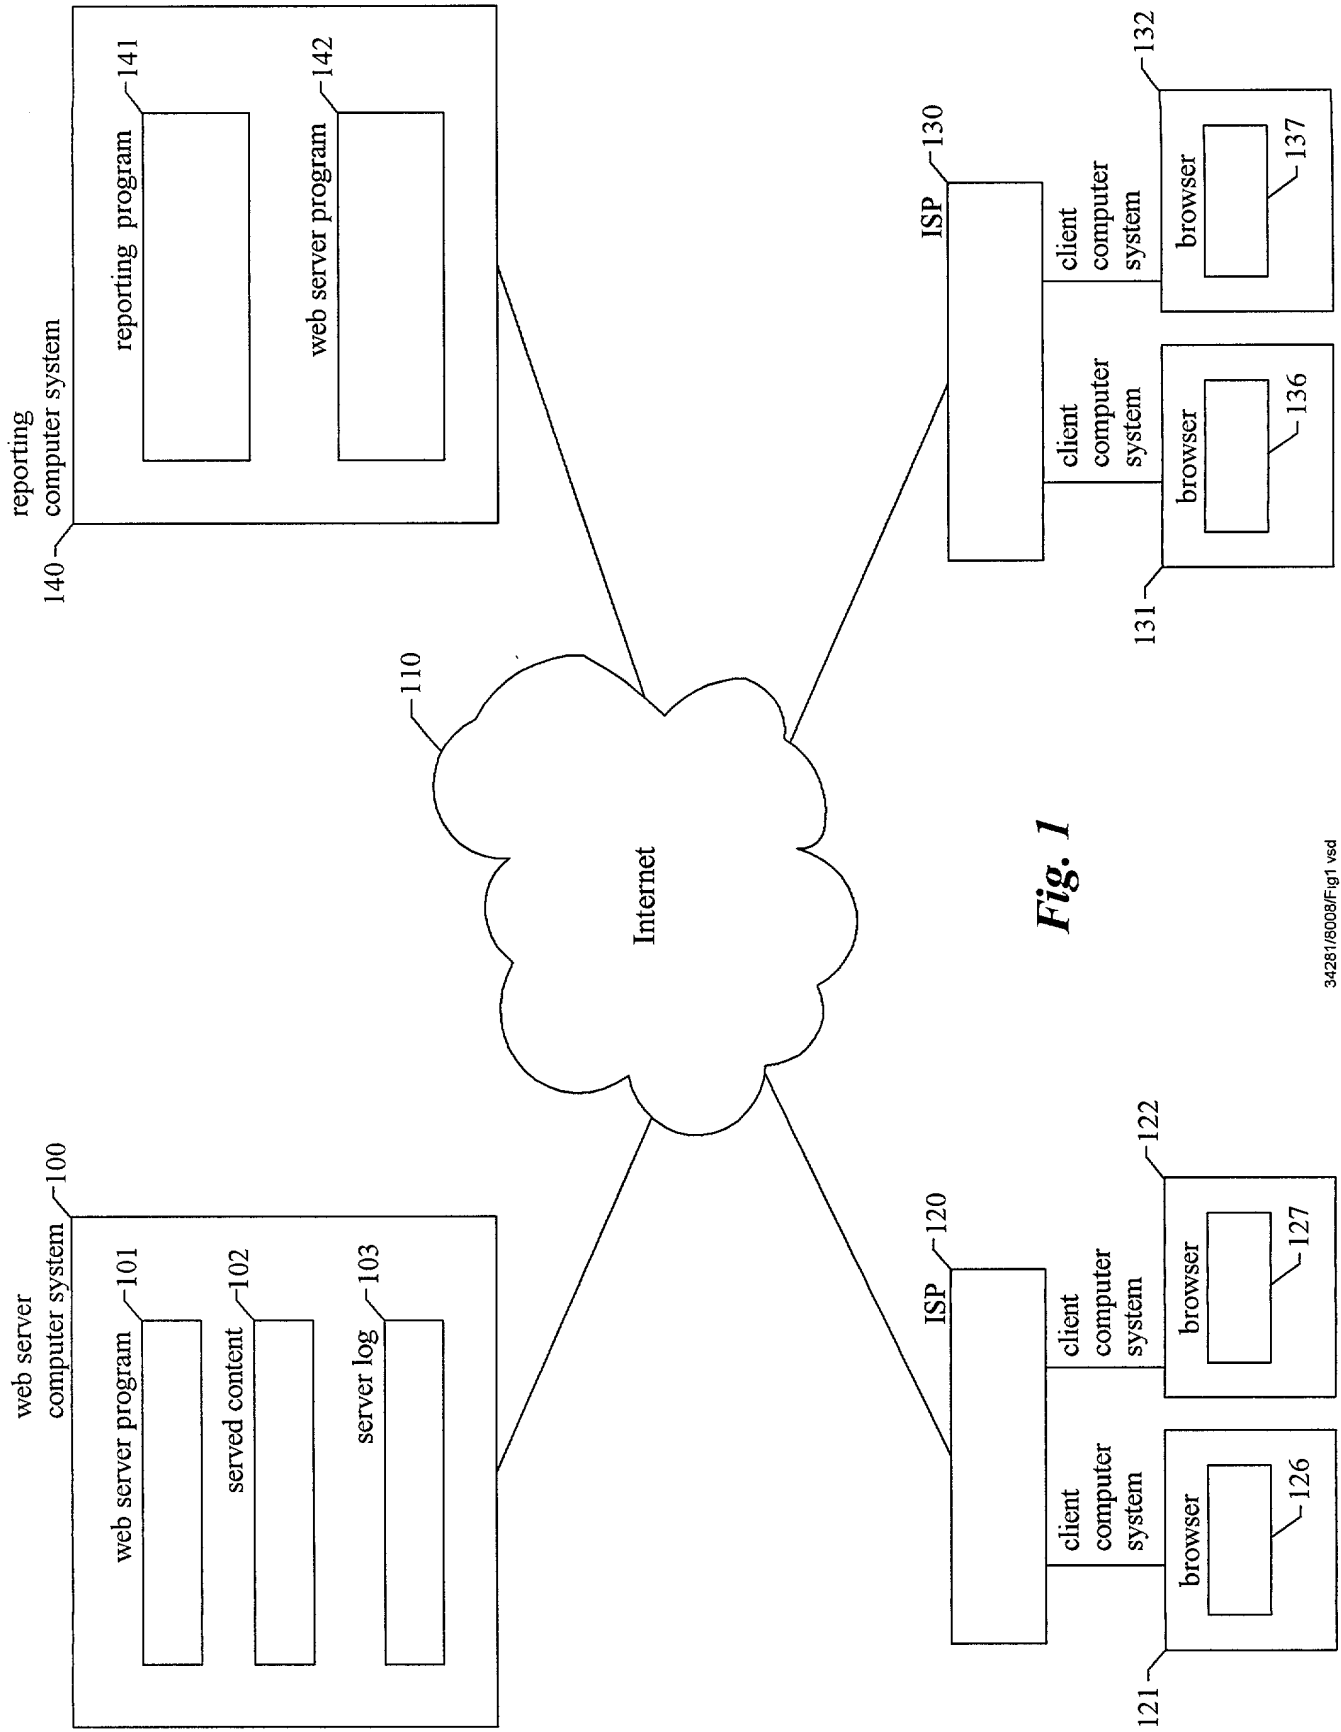 web server
computer system
100
web server program
101
served content
102
server log
103
reporting
computer system
140
reporting program
141
web server program
142
110
Internet
ISP
120
client
computer
system
client
computer
system
121
browser
126
122
browser
127
ISP
130
client
computer
system
client
computer
system
131
browser
136
132
browser
137
Fig. 1
34281/8008/Fig1 vsd